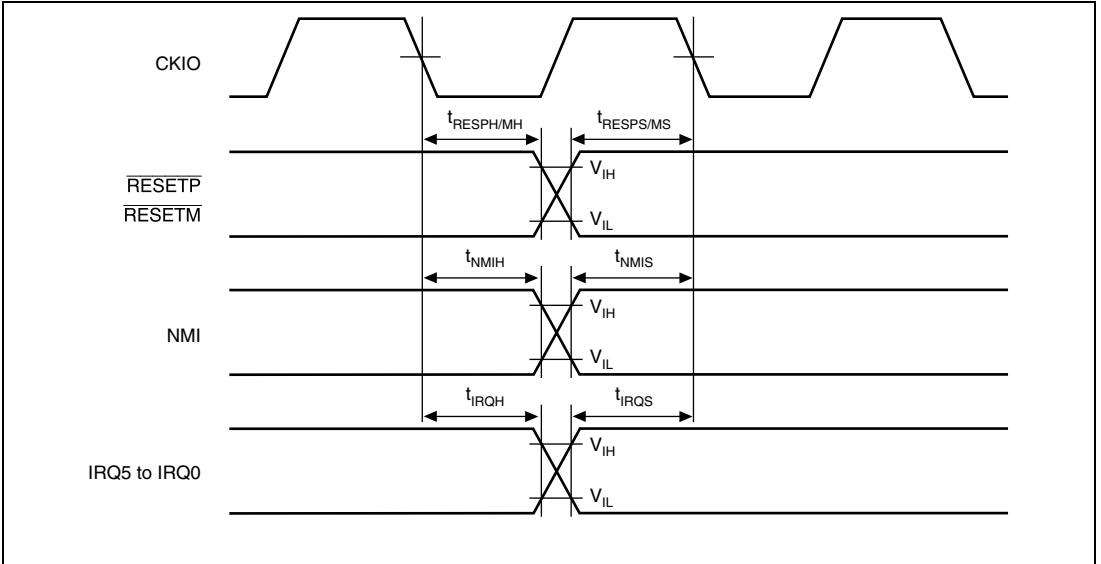 CKIO
tRESPH/MH tRESPS/MS
RESETP
RESETM
VIH
VIL
tNMIH tNMIS
NMI
VIH
VIL
tIRQH tIRQS
IRQ5 to IRQ0
VIH
VIL